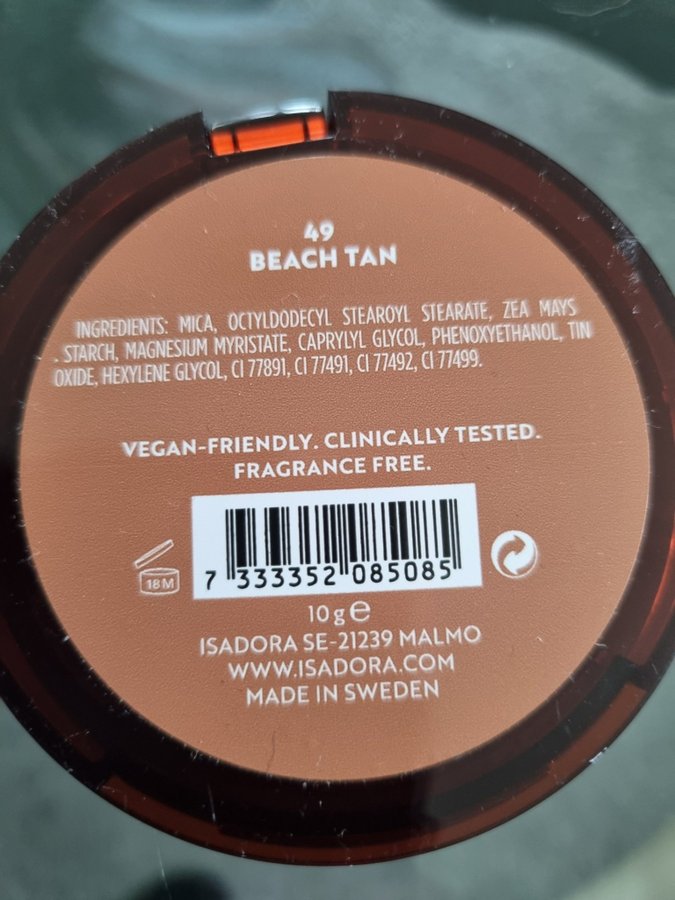 49
BEACH TAN
INGREDIENTS: MICA, OCTYLDODECYL STEAROYL STEARATE, ZEA MAYS
STARCH, MAGNESIUM MYRISTATE, CAPRYLYL GLYCOL, PHENOXYETHANOL, TIN
OXIDE, HEXYLENE GLYCOL, CI 77891, CI 77491, CI 77492, CI 77499.
VEGAN-FRIENDLY. CLINICALLY TESTED.
FRAGRANCE FREE.
18 M
7 333352 085085
10 g e
ISADORA SE-21239 MALMO
WWW.ISADORA.COM
MADE IN SWEDEN